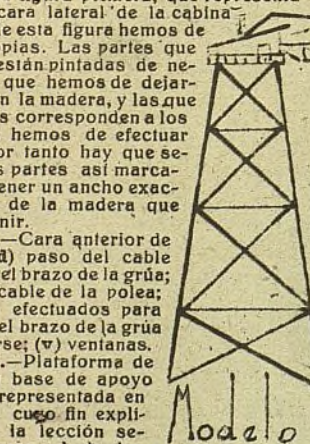 cara lateral de la cabina
e esta figura hemos de
opias. Las partes que
están pintadas de ne-
que hemos de dejar-
n la madera, y las que
s corresponden a los
hemos de efectuar
or tanto hay que se-
s partes así marca-
ener un ancho exac-
de la madera que
nir.
—Cara anterior de
d) paso del cable
el brazo de la grúa;
cable de la polea;
efectuados para
el brazo de la grúa
rse; (v) ventanas.
.—Plataforma de
base de apoyo
representada en
cuyo fin expli-
la lección se-
Modelo